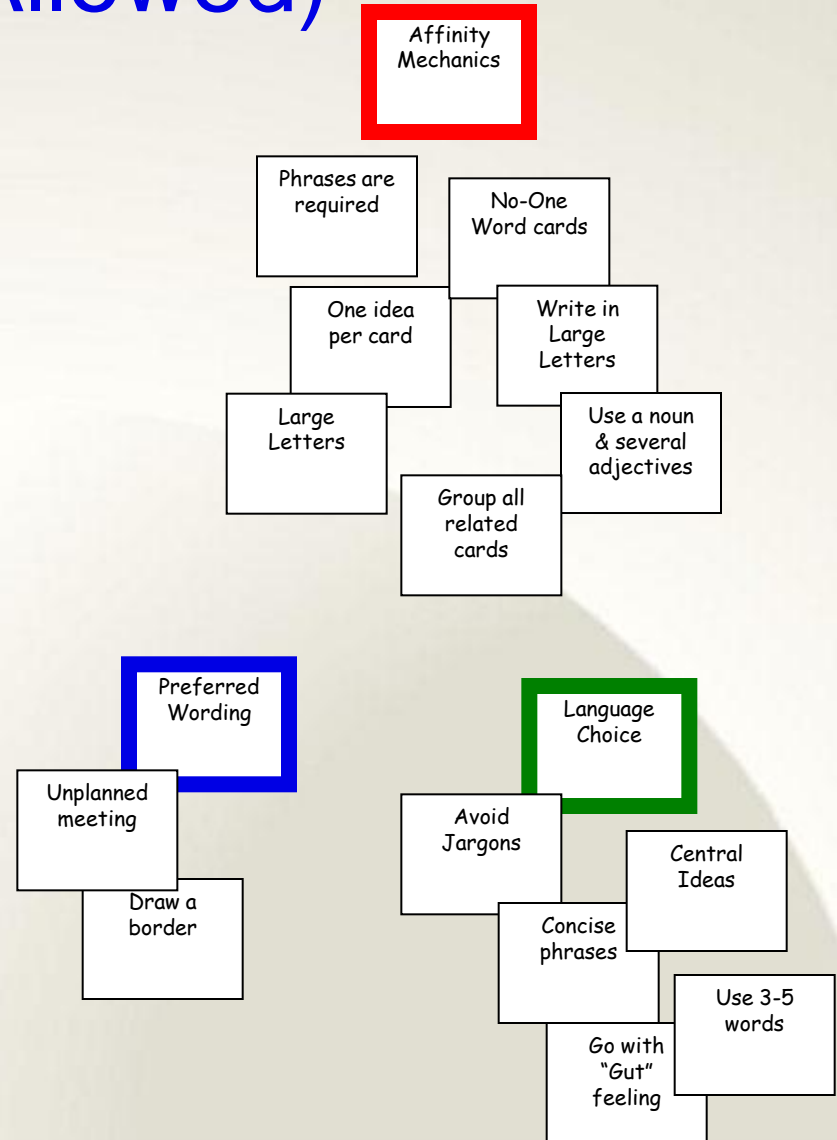 Allowed)
Affinity
Mechanics
Phrases are
required
No-One
Word cards
One idea
per card
Write in
Large
Letters
Large
Letters
Use a noun
& several
adjectives
Group all
related
cards
Preferred
Wording
Unplanned
meeting
Draw a
border
Language
Choice
Avoid
Jargons
Central
Ideas
Concise
phrases
Use 3-5
words
Go with
"Gut"
feeling